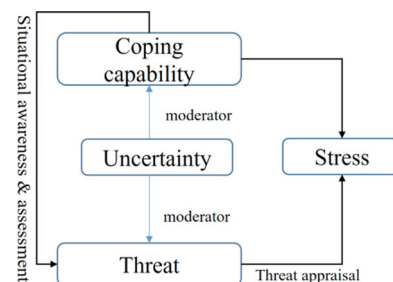 Situational awareness & assessment
Coping
capability
moderator
Uncertainty
Stress
moderator
Threat
Threat appraisal